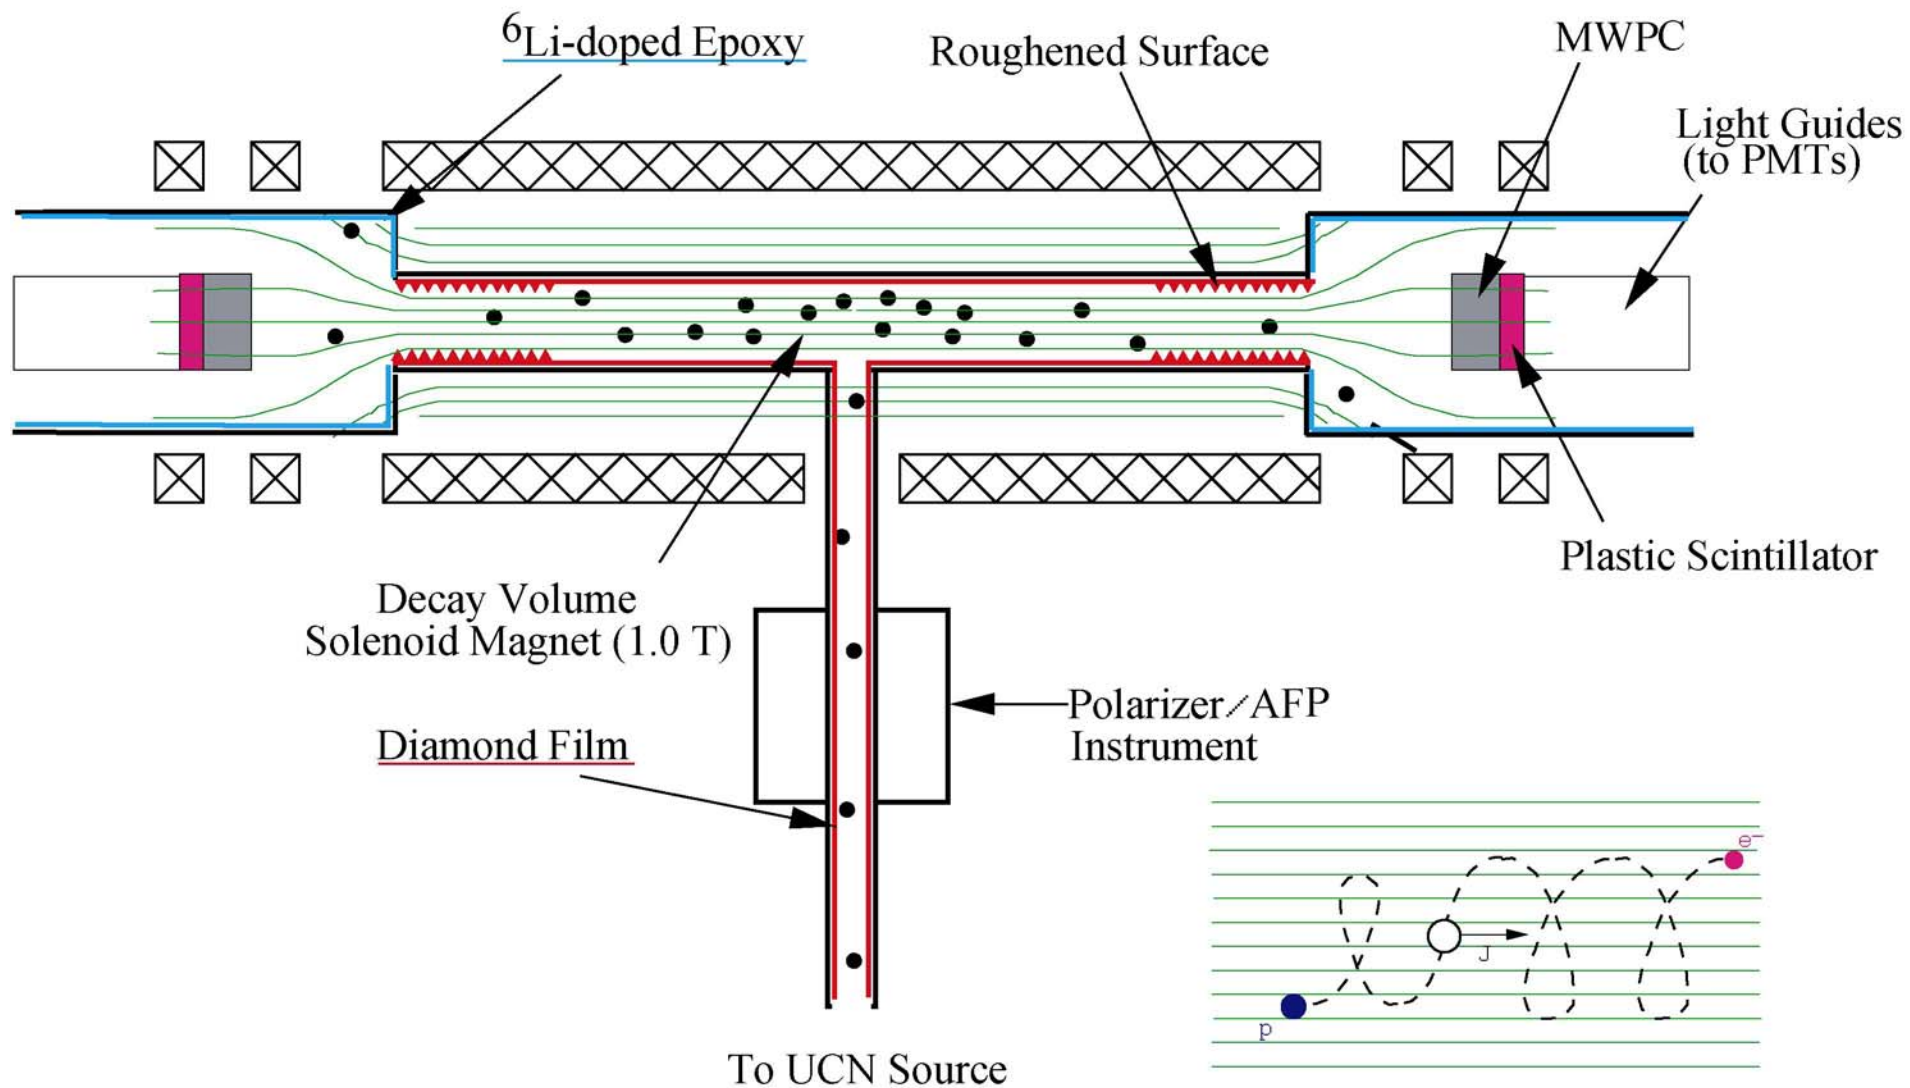 ⁶Li-doped Epoxy
Roughened Surface
MWPC
Light Guides
(to PMTs)
Plastic Scintillator
Decay Volume
Solenoid Magnet (1.0 T)
Polarizer/AFP
Instrument
Diamond Film
e⁻
J
p
To UCN Source